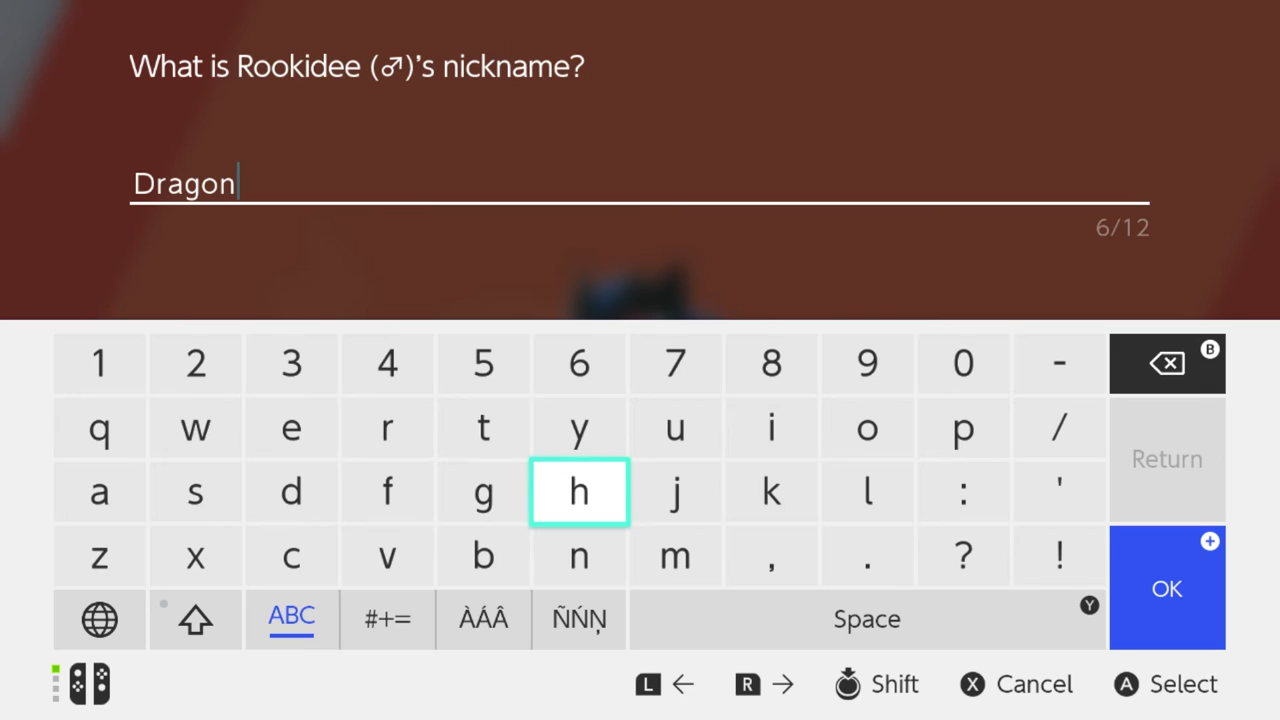 What is Rookidee (♂)'s nickname?
Dragon
6/12
1 2 3 4 5 6 7 8 9 0 - B
q w e r t y u i o p / Return
a s d f g h j k l : '
z x c v b n m , . ? ! + OK
ABC #+= ÀÁÂ ÑŃŅ Space Y
L ← R → Shift X Cancel A Select